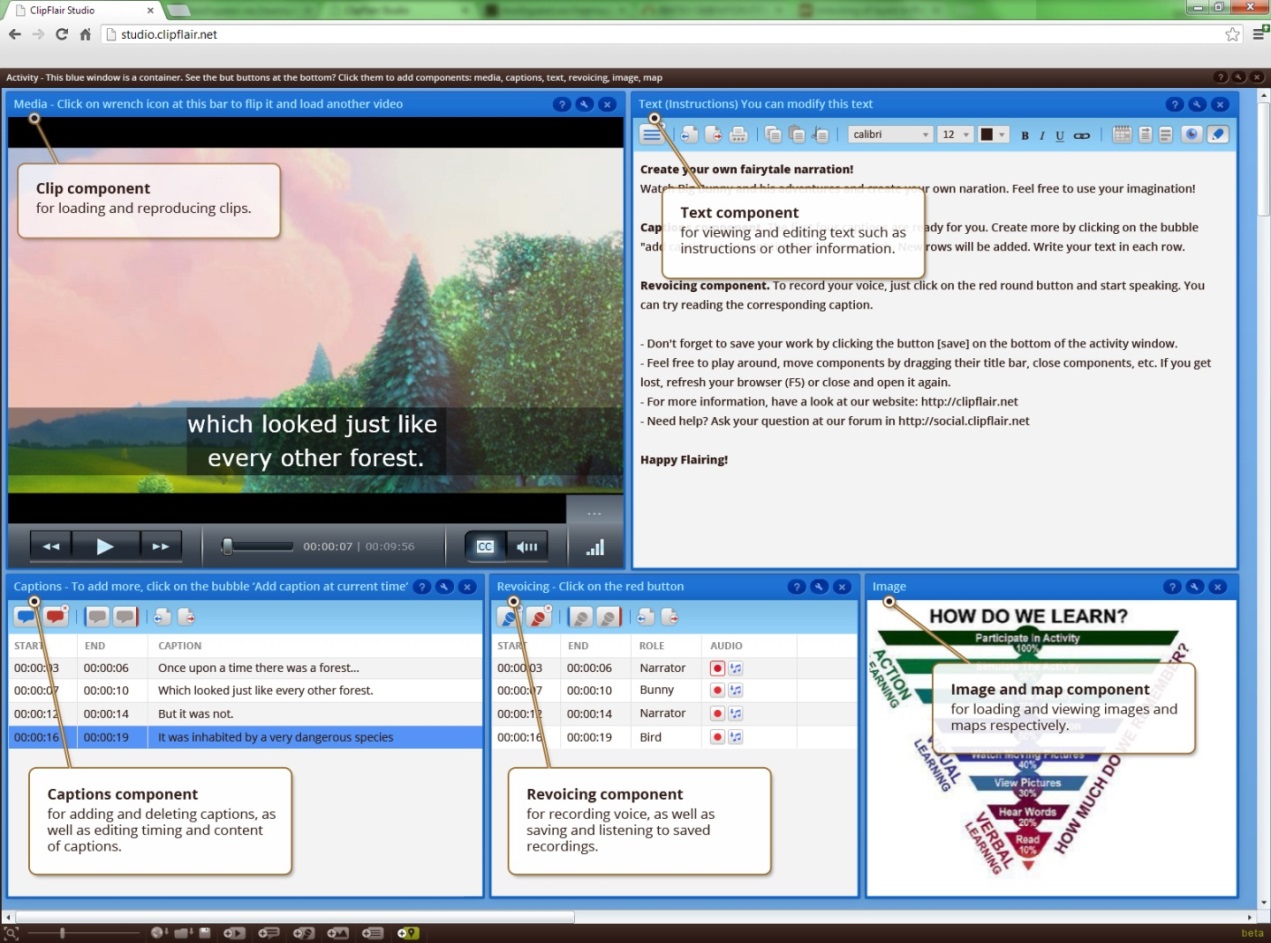 ClipFlair Studio
studio.clipflair.net
Activity - This blue window is a container. See the but buttons at the bottom? Click them to add components: media, captions, text, revoicing, image, map
Media - Click on wrench icon at this bar to flip it and load another video
Clip component
for loading and reproducing clips.
which looked just like
every other forest.
...
00:00:07 | 00:09:56
CC
Text (Instructions) You can modify this text
calibri 12 B I U
Create your own fairytale narration!
Watch Big Bunny and his adventures and create your own naration. Feel free to use your imagination!
Text component
for viewing and editing text such as
instructions or other information.
ready for you. Create more by clicking on the bubble
New rows will be added. Write your text in each row.
Revoicing component. To record your voice, just click on the red round button and start speaking. You
can try reading the corresponding caption.
- Don't forget to save your work by clicking the button [save] on the bottom of the activity window.
- Feel free to play around, move components by dragging their title bar, close components, etc. If you get
lost, refresh your browser (F5) or close and open it again.
- For more information, have a look at our website: http://clipflair.net
- Need help? Ask your question at our forum in http://social.clipflair.net
Happy Flairing!
Captions - To add more, click on the bubble 'Add caption at current time'
START END CAPTION
00:00:03 00:00:06 Once upon a time there was a forest...
00:00:07 00:00:10 Which looked just like every other forest.
00:00:12 00:00:14 But it was not.
00:00:16 00:00:19 It was inhabited by a very dangerous species
Captions component
for adding and deleting captions, as
well as editing timing and content
of captions.
Revoicing - Click on the red button
START END ROLE AUDIO
00:00:03 00:00:06 Narrator
00:00:07 00:00:10 Bunny
00:00:12 00:00:14 Narrator
00:00:16 00:00:19 Bird
Revoicing component
for recording voice, as well as
saving and listening to saved
recordings.
Image
HOW DO WE LEARN?
Participate in Activity
100%
ACTION
LEARNING
Image and map component
for loading and viewing images and
maps respectively.
VISUAL
LEARNING
Watch Moving Pictures
40%
View Pictures
30%
Hear Words
20%
Read
10%
VERBAL
LEARNING
HOW MUCH DO WE REMEMBER?
beta